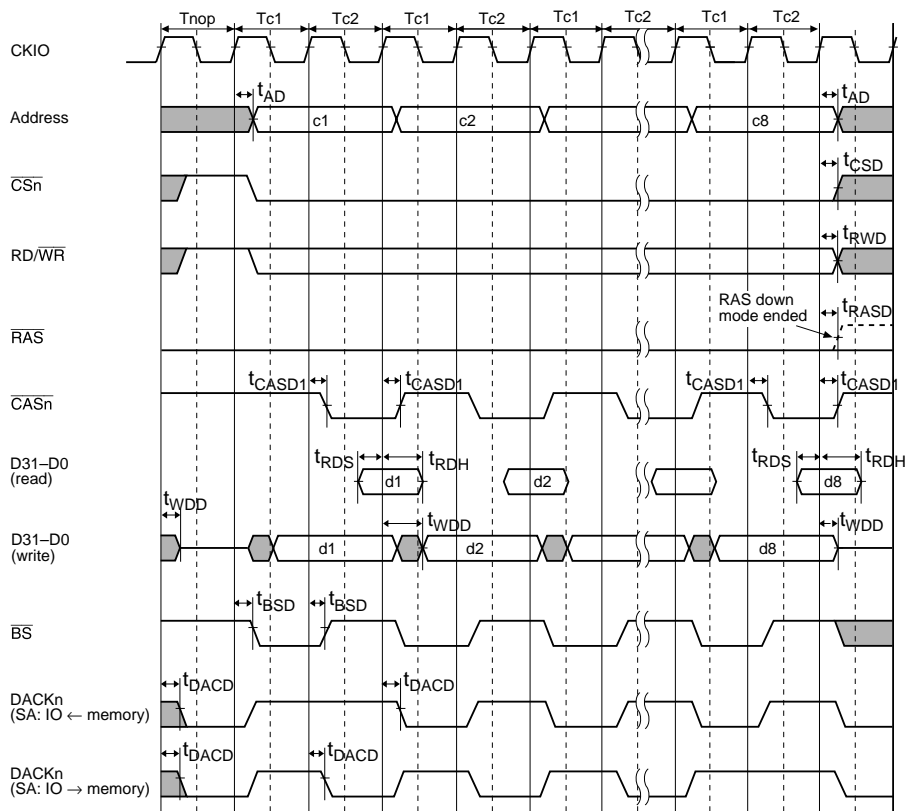 Tnop Tc1 Tc2 Tc1 Tc2 Tc1 Tc2 Tc1 Tc2
CKIO
tAD tAD
Address c1 c2 c8
tCSD
CSn
tRWD
RD/WR
RAS down
mode ended
tRASD
RAS
tCASD1 tCASD1 tCASD1 tCASD1
CASn
D31–D0
(read)
tRDS d1 tRDH d2 tRDS d8 tRDH
tWDD tWDD tWDD
D31–D0
(write)
d1 d2 d8
tBSD tBSD
BS
tDACD tDACD
DACKn
(SA: IO ← memory)
tDACD tDACD
DACKn
(SA: IO → memory)